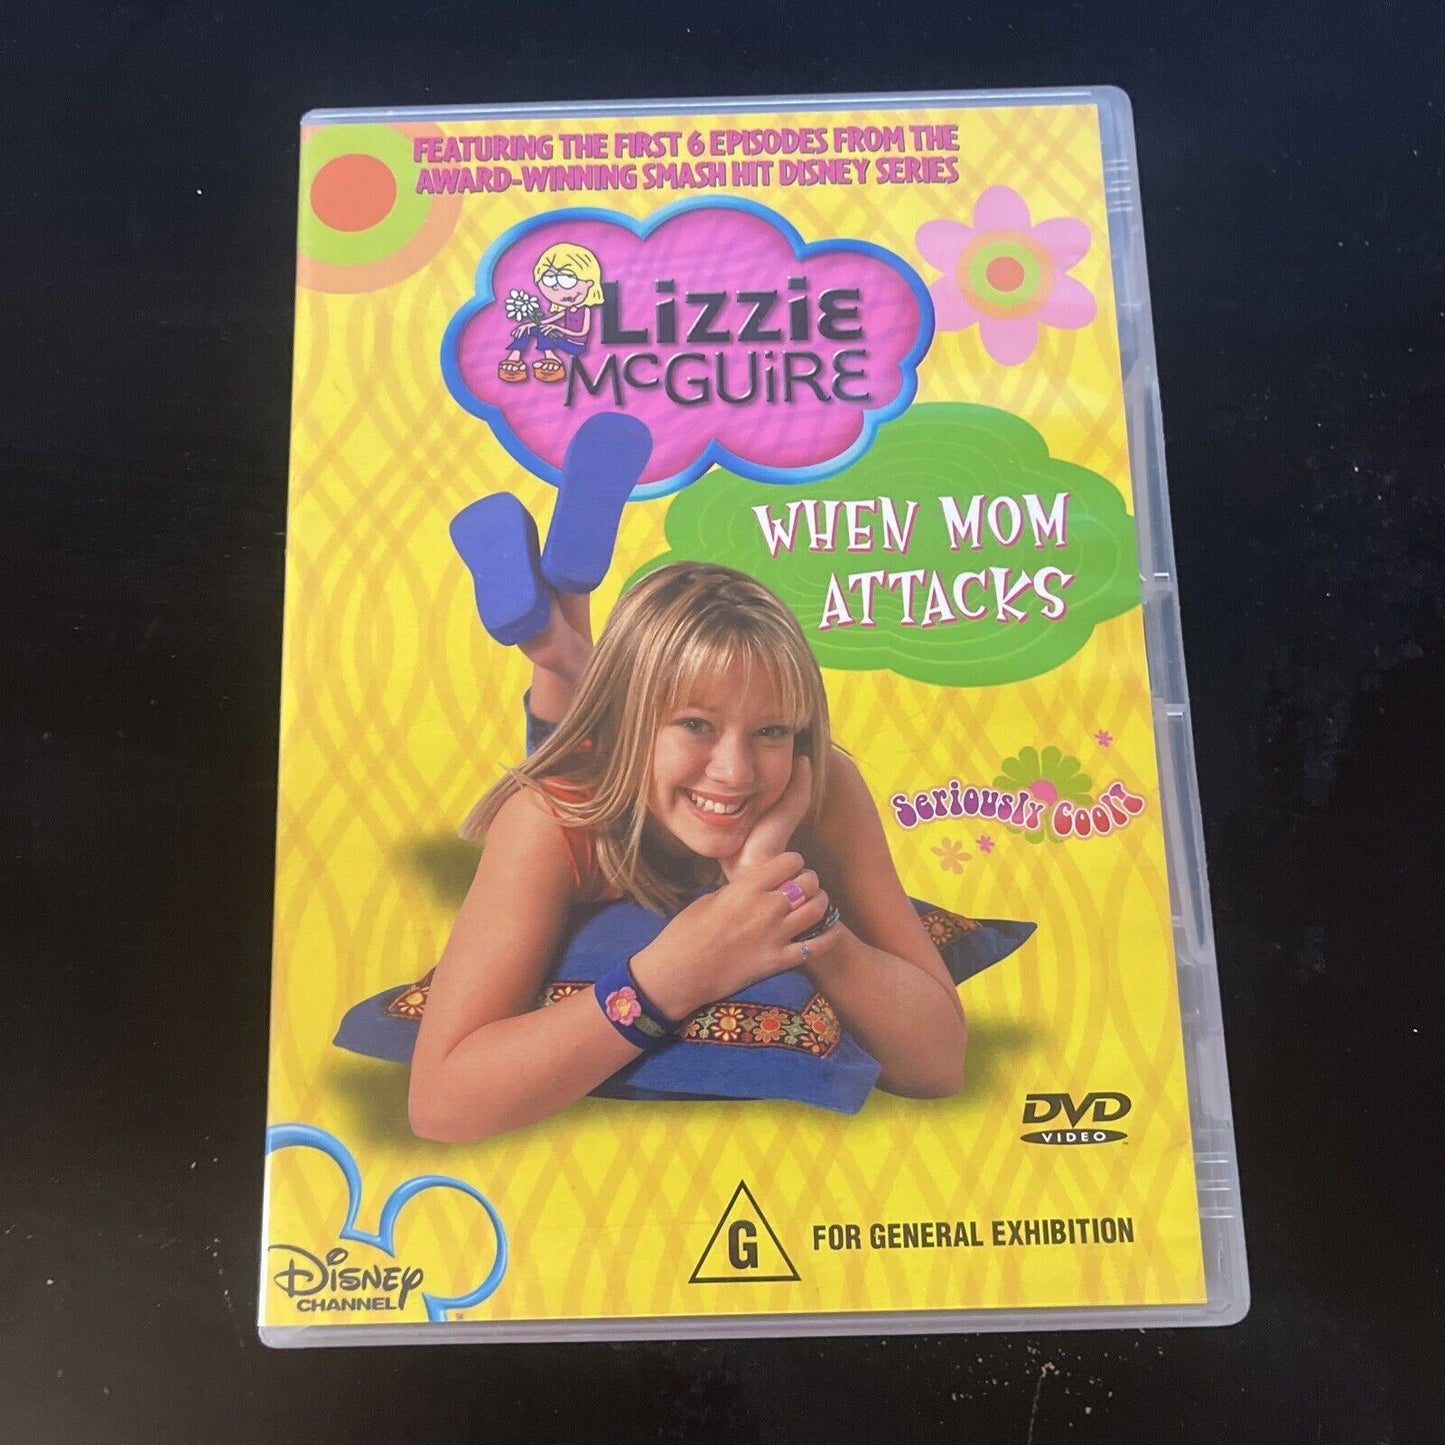 FEATURING THE FIRST 6 EPISODES FROM THE
AWARD-WINNING SMASH HIT DISNEY SERIES
Lizzie
McGuire
WHEN MOM
ATTACKS
Seriously Cool!
DVD
VIDEO
G FOR GENERAL EXHIBITION
Disney
CHANNEL